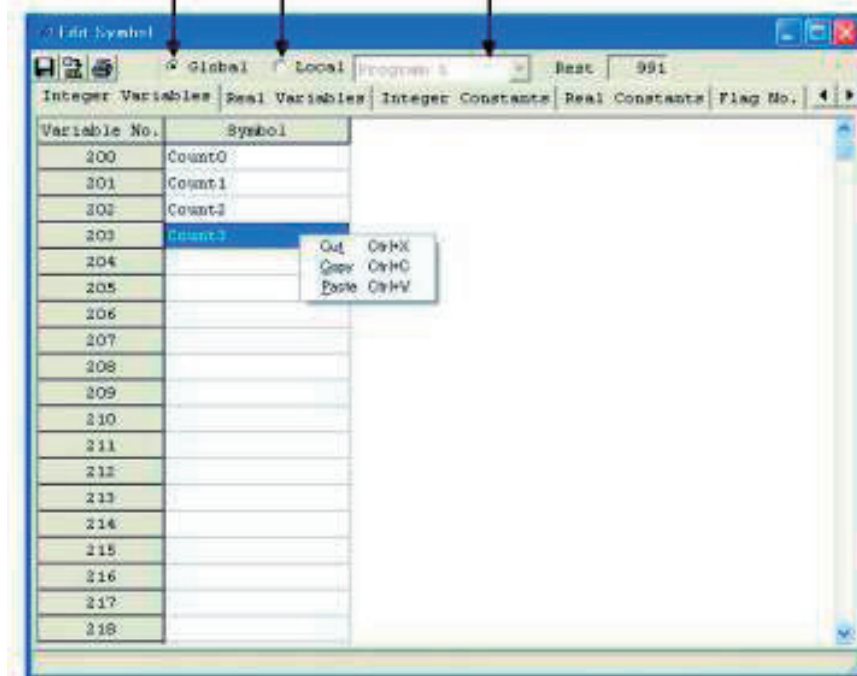 Edit Symbol
Global Local Program 1 Rest 991
Integer Variables Real Variables Integer Constants Real Constants Flag No.
Variable No. Symbol
200 Count0
201 Count1
202 Count2
203 Count3
Cut Ctrl+X
204
Copy Ctrl+C
205
Paste Ctrl+V
206
207
208
209
210
211
212
213
214
215
216
217
218